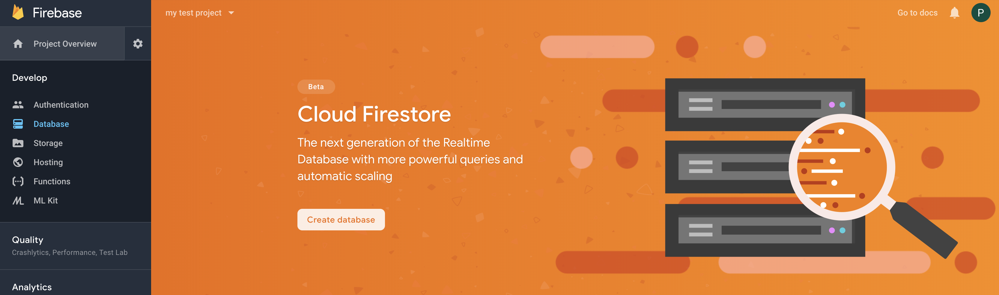 Firebase
my test project
Go to docs
P
Project Overview
Develop
Authentication
Database
Storage
Hosting
Functions
ML Kit
Quality
Crashlytics, Performance, Test Lab
Analytics
Beta
Cloud Firestore
The next generation of the Realtime
Database with more powerful queries and
automatic scaling
Create database